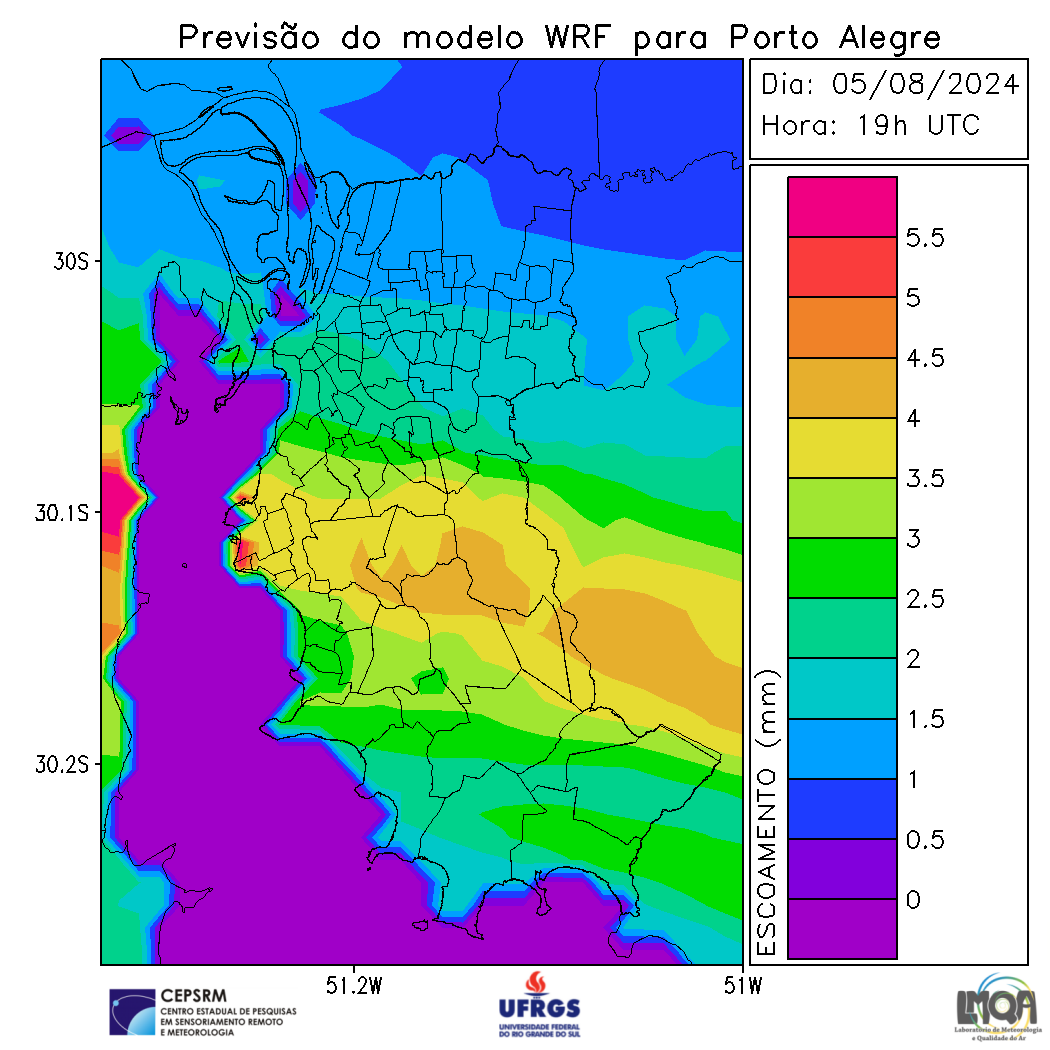 Previsão do modelo WRF para Porto Alegre
Dia: 05/08/2024
Hora: 19h UTC
30S
30.1S
30.2S
51.2W
51W
ESCOAMENTO (mm)
5.5
5
4.5
4
3.5
3
2.5
2
1.5
1
0.5
0
CEPSRM
CENTRO ESTADUAL DE PESQUISAS
EM SENSORIAMENTO REMOTO
E METEOROLOGIA
UFRGS
UNIVERSIDADE FEDERAL
DO RIO GRANDE DO SUL
LMQA
Laboratório de Meteorologia
e Qualidade do Ar